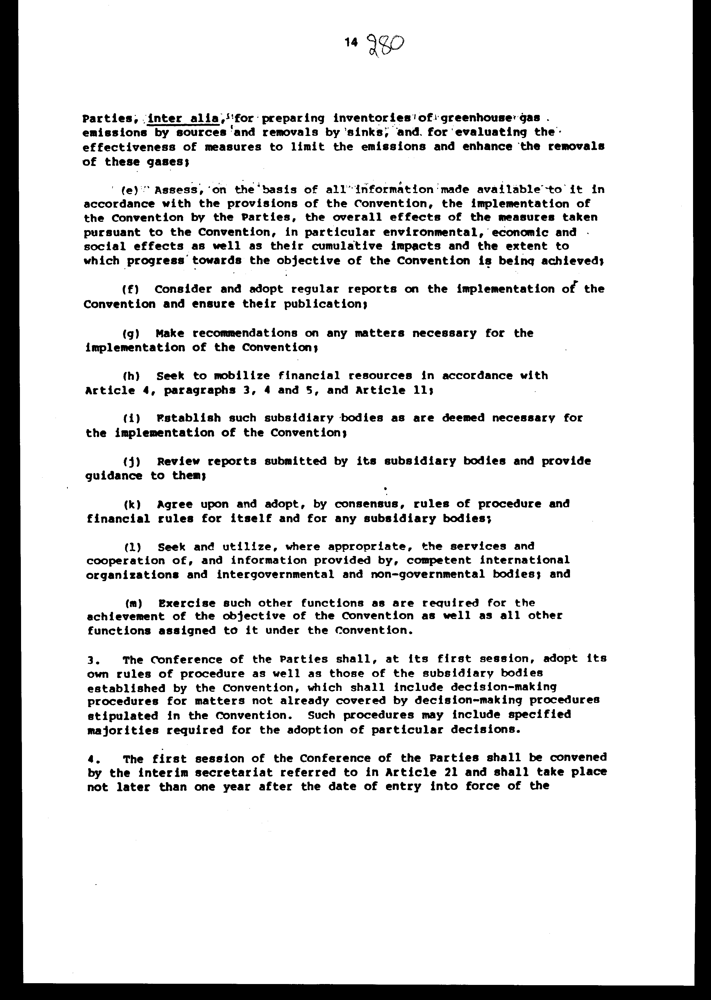 14 280
Parties, inter alia, for preparing inventories of greenhouse gas
emissions by sources and removals by sinks, and for evaluating the
effectiveness of measures to limit the emissions and enhance the removals
of these gases;
(e) Assess, on the basis of all information made available to it in
accordance with the provisions of the Convention, the implementation of
the Convention by the Parties, the overall effects of the measures taken
pursuant to the Convention, in particular environmental, economic and
social effects as well as their cumulative impacts and the extent to
which progress towards the objective of the Convention is being achieved;
(f) Consider and adopt regular reports on the implementation of the
Convention and ensure their publication;
(g) Make recommendations on any matters necessary for the
implementation of the Convention;
(h) Seek to mobilize financial resources in accordance with
Article 4, paragraphs 3, 4 and 5, and Article 11;
(i) Establish such subsidiary bodies as are deemed necessary for
the implementation of the Convention;
(j) Review reports submitted by its subsidiary bodies and provide
guidance to them;
(k) Agree upon and adopt, by consensus, rules of procedure and
financial rules for itself and for any subsidiary bodies;
(l) Seek and utilize, where appropriate, the services and
cooperation of, and information provided by, competent international
organizations and intergovernmental and non-governmental bodies; and
(m) Exercise such other functions as are required for the
achievement of the objective of the Convention as well as all other
functions assigned to it under the Convention.
3. The Conference of the Parties shall, at its first session, adopt its
own rules of procedure as well as those of the subsidiary bodies
established by the Convention, which shall include decision-making
procedures for matters not already covered by decision-making procedures
stipulated in the Convention. Such procedures may include specified
majorities required for the adoption of particular decisions.
4. The first session of the Conference of the Parties shall be convened
by the interim secretariat referred to in Article 21 and shall take place
not later than one year after the date of entry into force of the